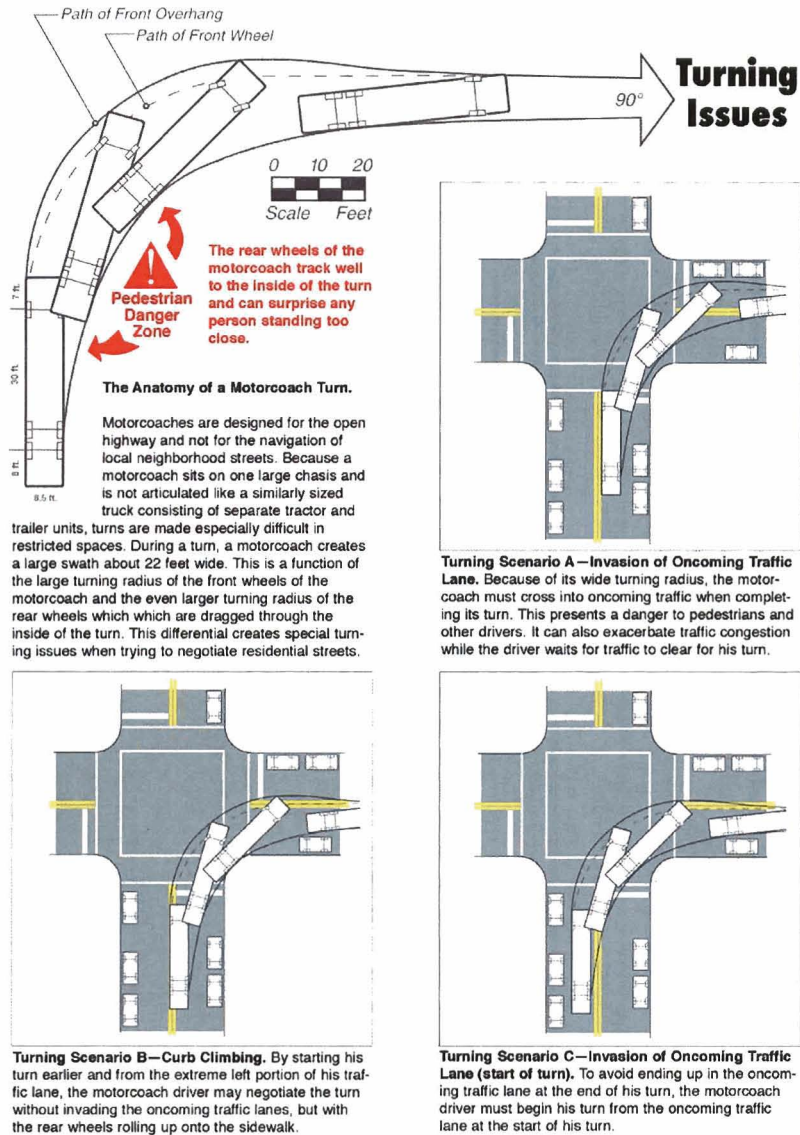 Path of Front Overhang
Path of Front Wheel
90°
Turning
Issues
0 10 20
Scale Feet
The rear wheels of the
motorcoach track well
to the inside of the turn
and can surprise any
person standing too
close.
Pedestrian
Danger
Zone
7 ft.
30 ft.
8 ft.
8.5 ft.
The Anatomy of a Motorcoach Turn.
Motorcoaches are designed for the open
highway and not for the navigation of
local neighborhood streets. Because a
motorcoach sits on one large chasis and
is not articulated like a similarly sized
truck consisting of separate tractor and
trailer units, turns are made especially difficult in
restricted spaces. During a turn, a motorcoach creates
a large swath about 22 feet wide. This is a function of
the large turning radius of the front wheels of the
motorcoach and the even larger turning radius of the
rear wheels which which are dragged through the
inside of the turn. This differential creates special turn-
ing issues when trying to negotiate residential streets.
Turning Scenario A—Invasion of Oncoming Traffic
Lane. Because of its wide turning radius, the motor-
coach must cross into oncoming traffic when complet-
ing its turn. This presents a danger to pedestrians and
other drivers. It can also exacerbate traffic congestion
while the driver waits for traffic to clear for his turn.
Turning Scenario B—Curb Climbing. By starting his
turn earlier and from the extreme left portion of his traf-
fic lane, the motorcoach driver may negotiate the turn
without invading the oncoming traffic lanes, but with
the rear wheels rolling up onto the sidewalk.
Turning Scenario C—Invasion of Oncoming Traffic
Lane (start of turn). To avoid ending up in the oncom-
ing traffic lane at the end of his turn, the motorcoach
driver must begin his turn from the oncoming traffic
lane at the start of his turn.